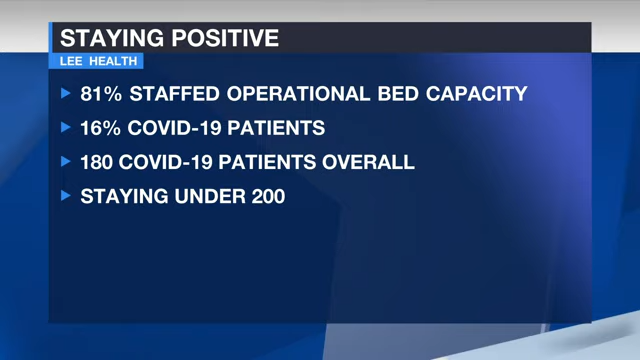 STAYING POSITIVE
LEE HEALTH
81% STAFFED OPERATIONAL BED CAPACITY
16% COVID-19 PATIENTS
180 COVID-19 PATIENTS OVERALL
STAYING UNDER 200